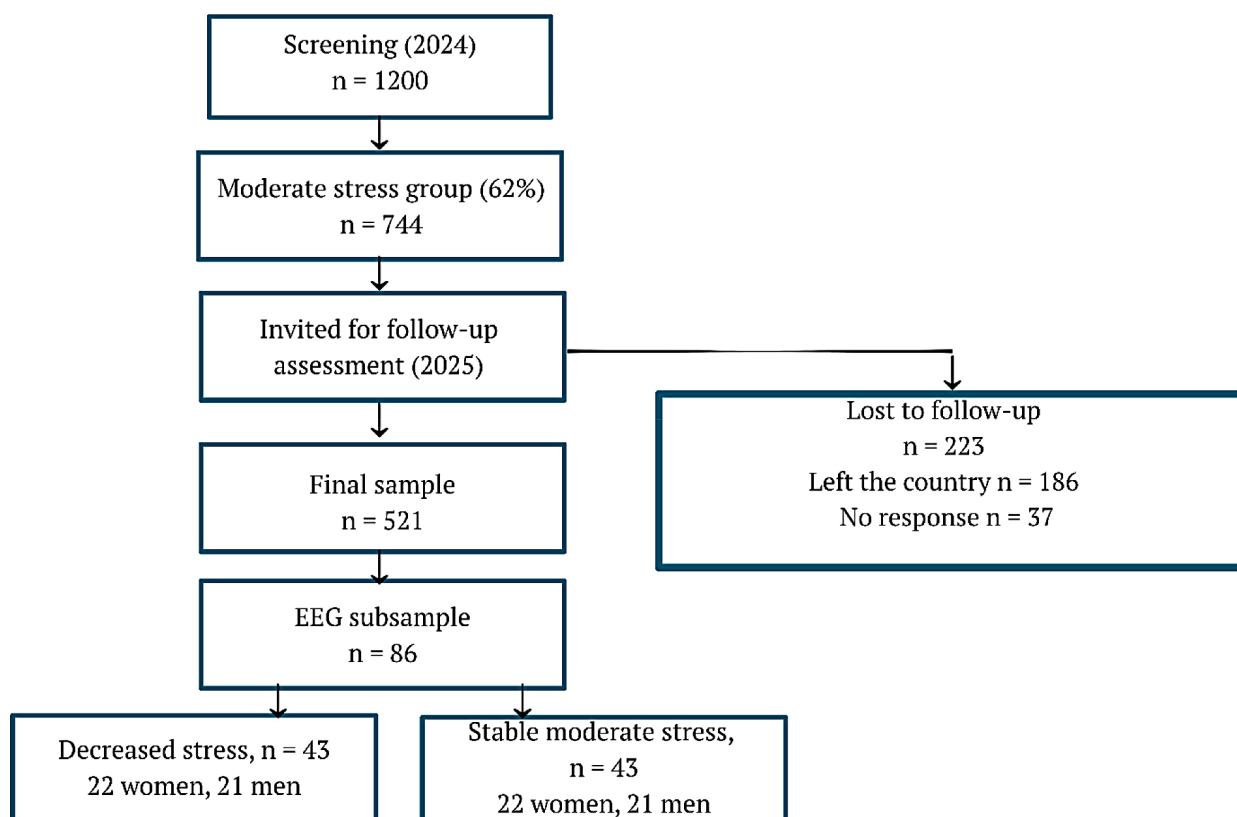 Screening (2024)
n = 1200
Moderate stress group (62%)
n = 744
Invited for follow-up
assessment (2025)
Lost to follow-up
n = 223
Left the country n = 186
No response n = 37
Final sample
n = 521
EEG subsample
n = 86
Decreased stress, n = 43
22 women, 21 men
Stable moderate stress,
n = 43
22 women, 21 men